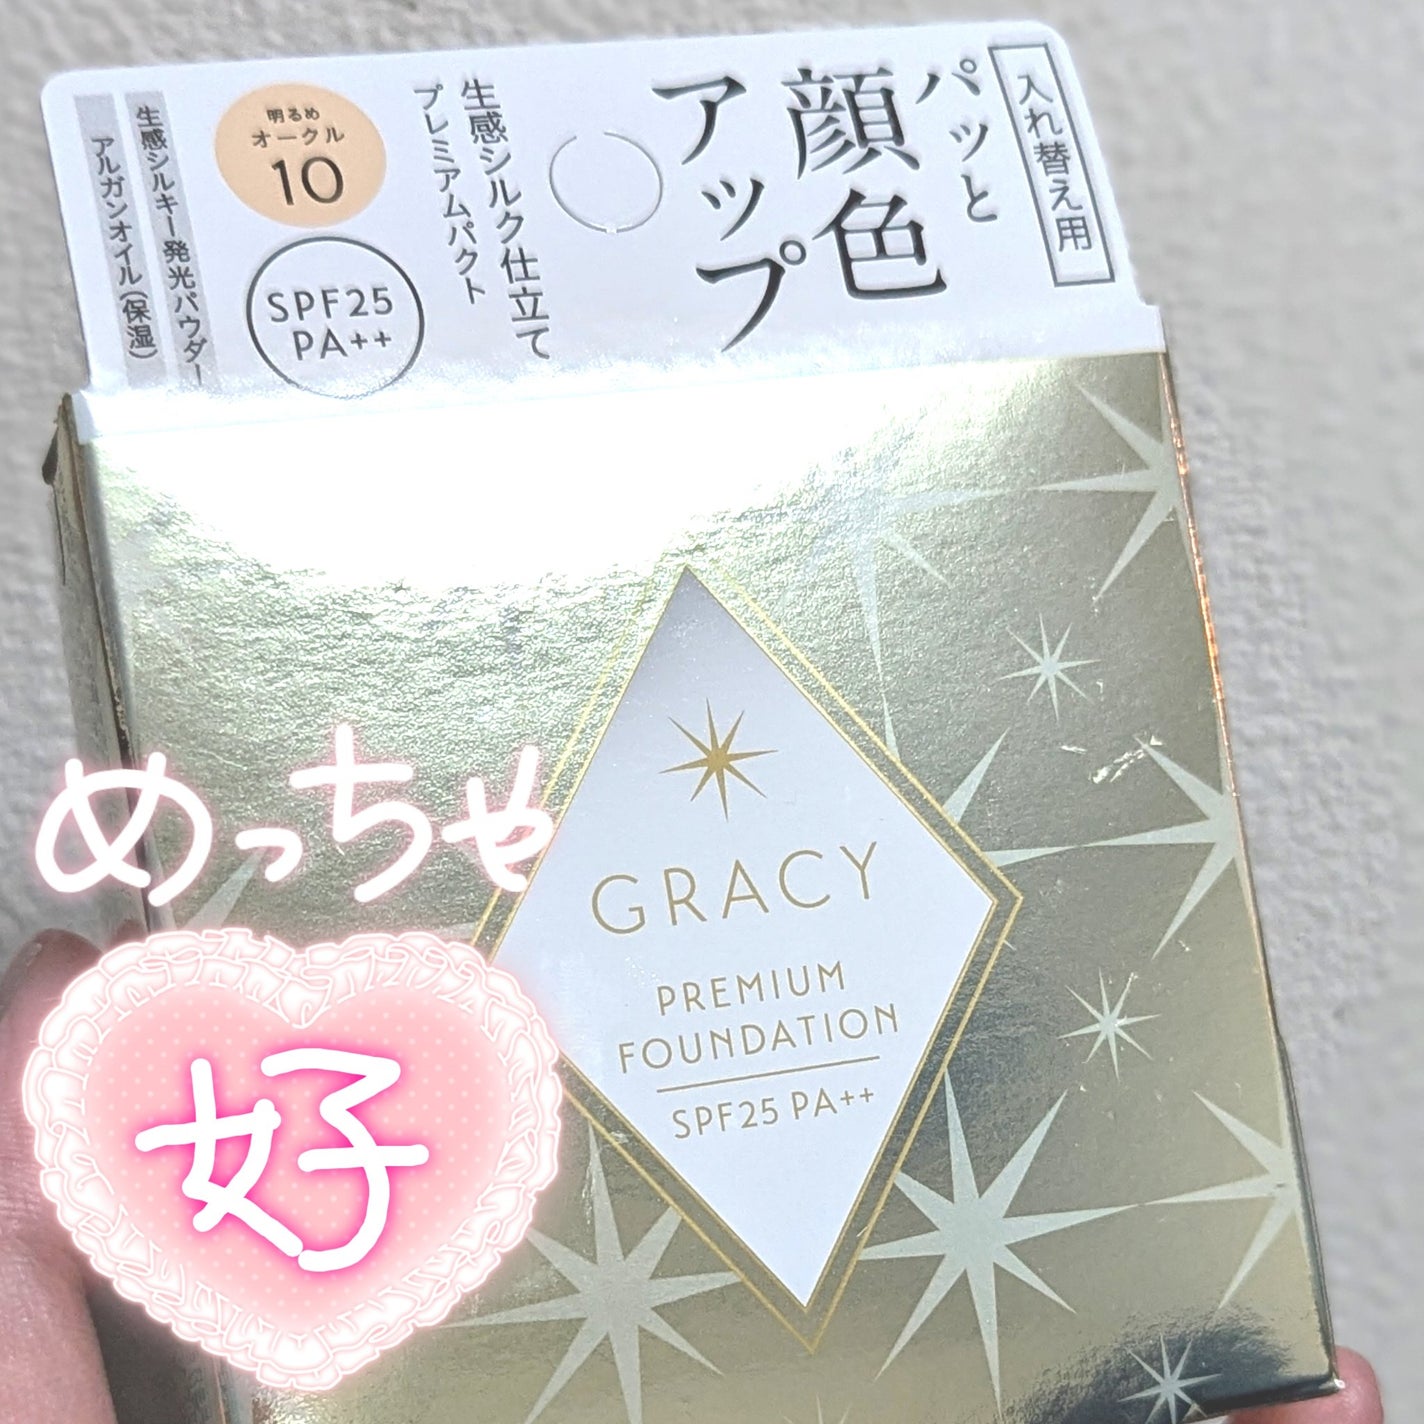 入れ替え用
パッと
顔色
アップ
生感シルク仕立て
プレミアムパクト
明るめ
オークル
10
SPF25
PA++
生感シルキー発光パウダー
アルガンオイル(保湿)
GRACY
PREMIUM
FOUNDATION
SPF25 PA++
めっちゃ
好